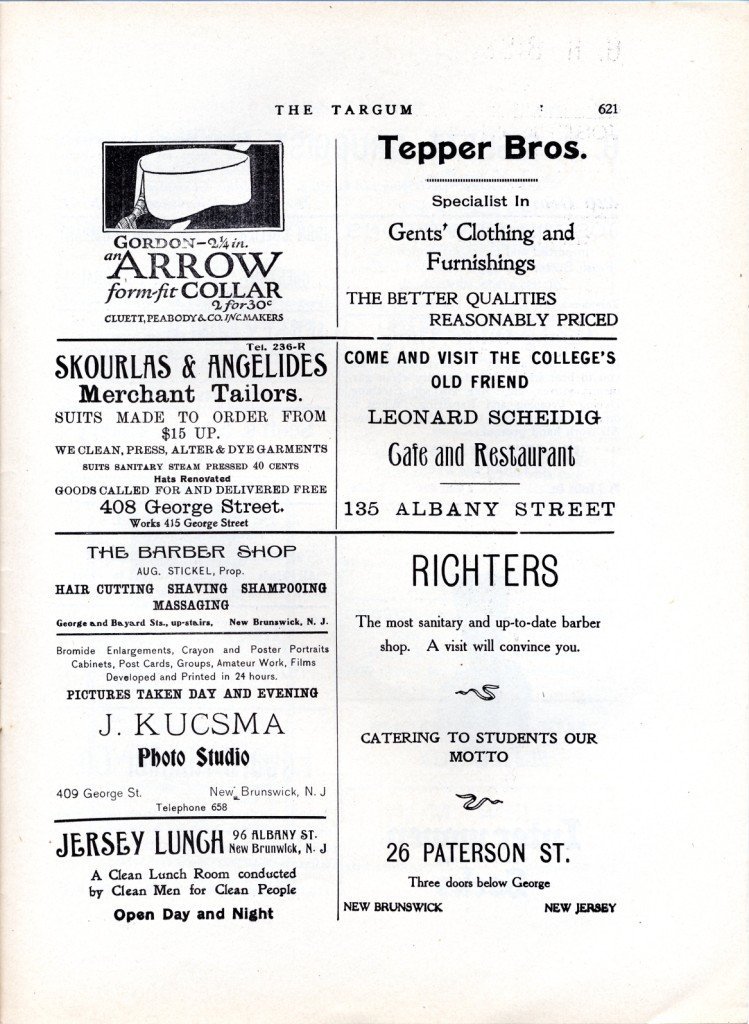 THE TARGUM 621
GORDON-2¼ in.
an ARROW
form-fit COLLAR
2 for 30¢
CLUETT, PEABODY & CO. INC. MAKERS
Tel. 236-R
SKOURLAS & ANGELIDES
Merchant Tailors.
SUITS MADE TO ORDER FROM
$15 UP.
WE CLEAN, PRESS, ALTER & DYE GARMENTS
SUITS SANITARY STEAM PRESSED 40 CENTS
Hats Renovated
GOODS CALLED FOR AND DELIVERED FREE
408 George Street.
Works 415 George Street
THE BARBER SHOP
AUG. STICKEL, Prop.
HAIR CUTTING SHAVING SHAMPOOING
MASSAGING
George and Bayard Sts., up-stairs, New Brunswick, N. J.
Bromide Enlargements, Crayon and Poster Portraits
Cabinets, Post Cards, Groups, Amateur Work, Films
Developed and Printed in 24 hours.
PICTURES TAKEN DAY AND EVENING
J. KUCSMA
Photo Studio
409 George St. New Brunswick, N. J
Telephone 658
JERSEY LUNCH 96 ALBANY ST.
New Brunwick, N. J
A Clean Lunch Room conducted
by Clean Men for Clean People
Open Day and Night
Tepper Bros.
Specialist In
Gents' Clothing and
Furnishings
THE BETTER QUALITIES
REASONABLY PRICED
COME AND VISIT THE COLLEGE'S
OLD FRIEND
LEONARD SCHEIDIG
Cafe and Restaurant
135 ALBANY STREET
RICHTERS
The most sanitary and up-to-date barber
shop. A visit will convince you.
CATERING TO STUDENTS OUR
MOTTO
26 PATERSON ST.
Three doors below George
NEW BRUNSWICK NEW JERSEY